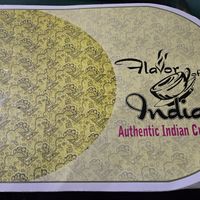 Flavor of
India
Authentic Indian Cu